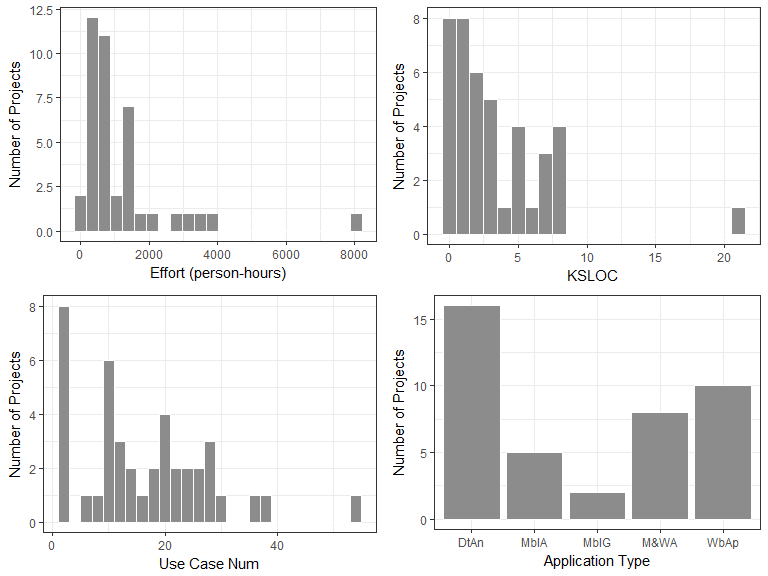 12.5
10.0
7.5
5.0
2.5
0.0
Number of Projects
0 2000 4000 6000 8000
Effort (person-hours)
8
6
4
2
0
Number of Projects
0 5 10 15 20
KSLOC
8
6
4
2
0
Number of Projects
0 20 40
Use Case Num
15
10
5
0
Number of Projects
DtAn MblA MblG M&WA WbAp
Application Type